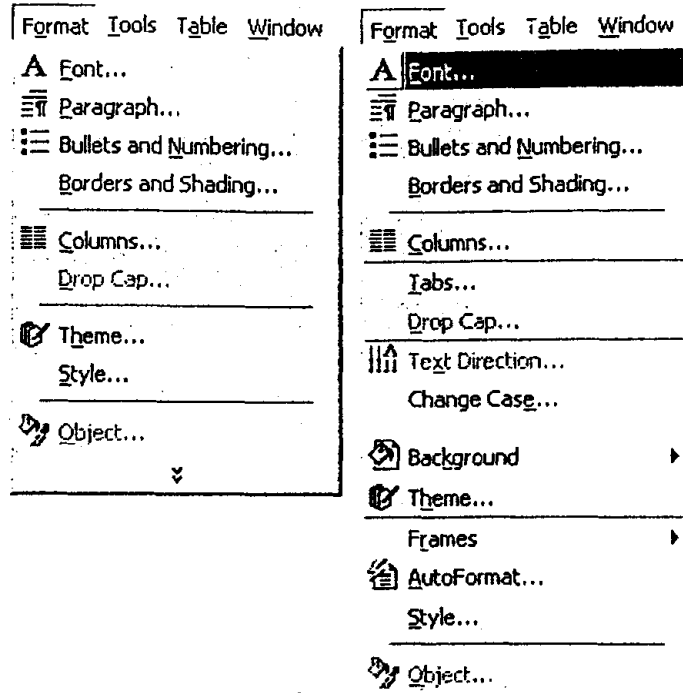 Format Tools Table Window
Font...
Paragraph...
Bullets and Numbering...
Borders and Shading...
Columns...
Drop Cap...
Theme...
Style...
Object...
Format Tools Table Window
Font...
Paragraph...
Bullets and Numbering...
Borders and Shading...
Columns...
Tabs...
Drop Cap...
Text Direction...
Change Case...
Background
Theme...
Frames
AutoFormat...
Style...
Object...